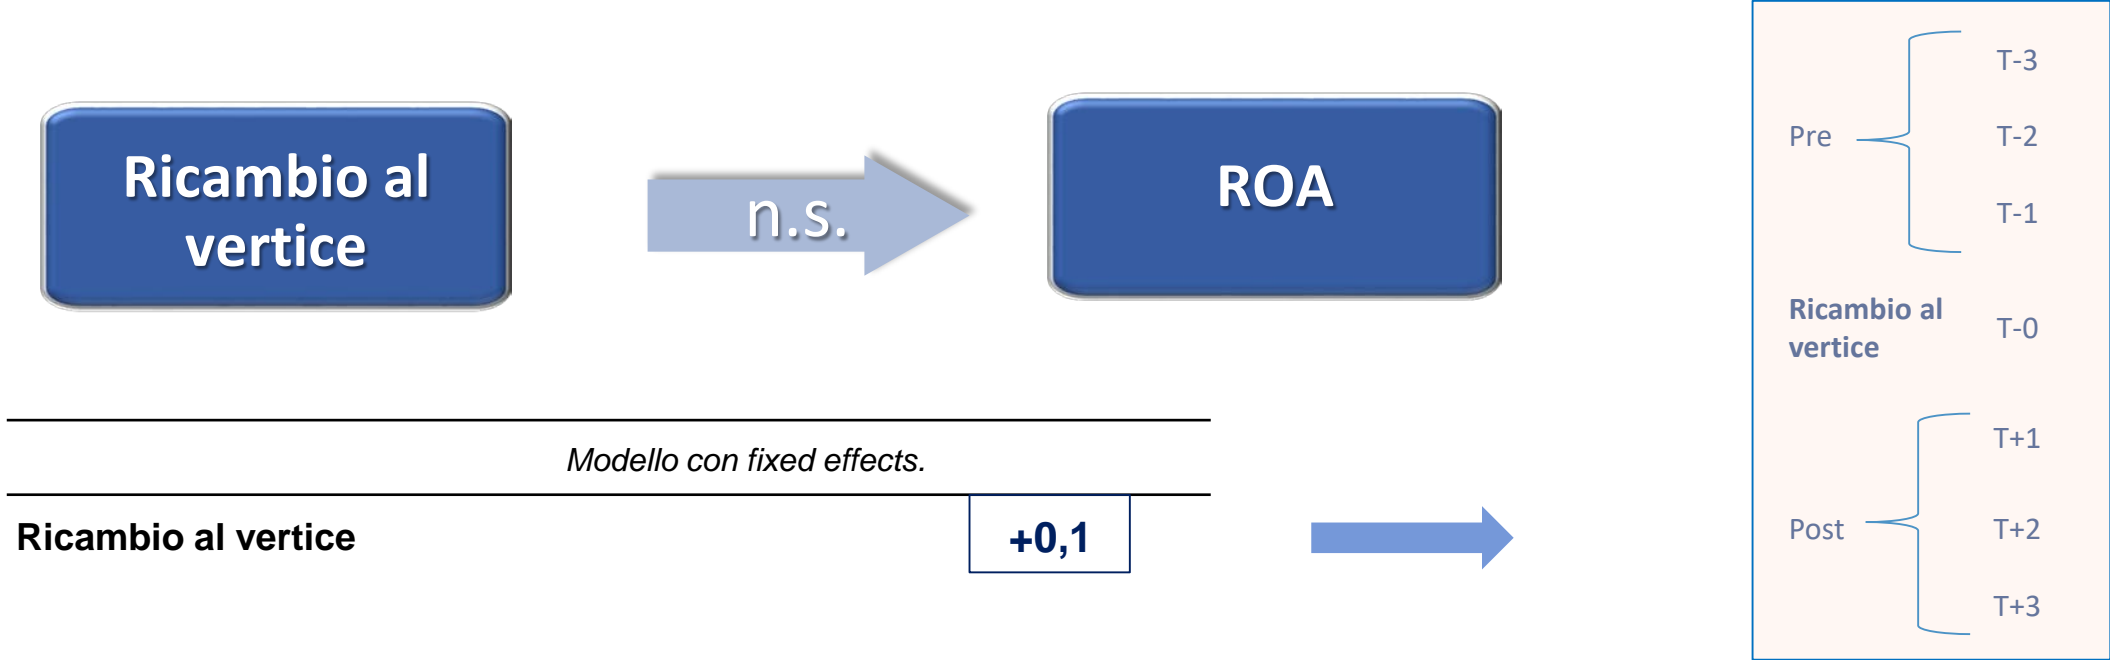 Ricambio al
vertice
n.s.
ROA
Modello con fixed effects.
Ricambio al vertice
+0,1
Pre
T-3
T-2
T-1
Ricambio al
vertice
T-0
Post
T+1
T+2
T+3